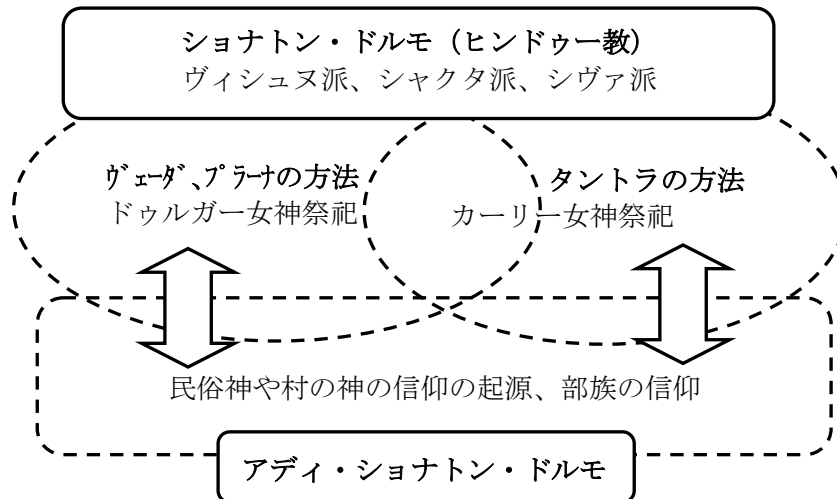 ショナトン・ドルモ（ヒンドゥー教）
ヴィシュヌ派、シャクタ派、シヴァ派
ヴェーダ、プラーナの方法
ドゥルガー女神祭祀
タントラの方法
カーリー女神祭祀
民俗神や村の神の信仰の起源、部族の信仰
アディ・ショナトン・ドルモ